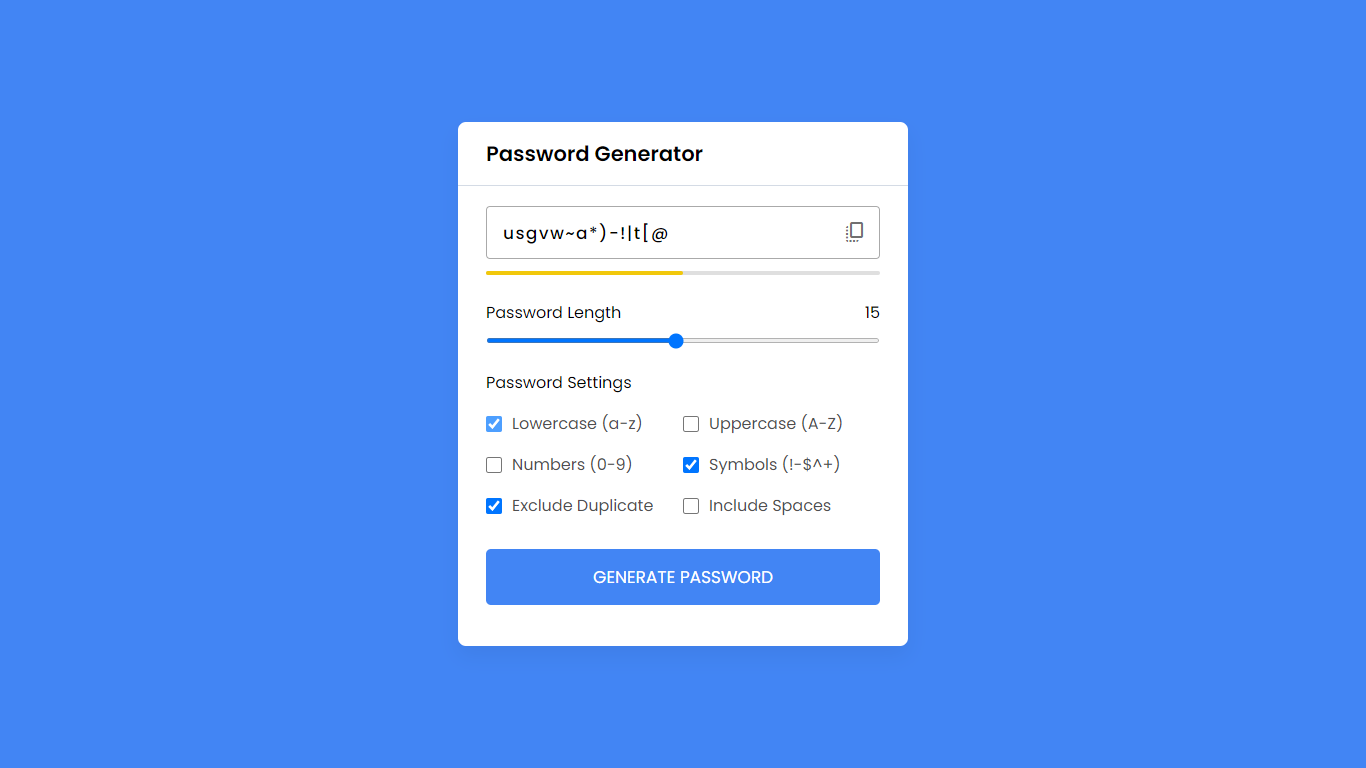 Password Generator
usgvw~a*)-!|t[@
Password Length 15
Password Settings
Lowercase (a-z) Uppercase (A-Z)
Numbers (0-9) Symbols (!-$^+)
Exclude Duplicate Include Spaces
GENERATE PASSWORD